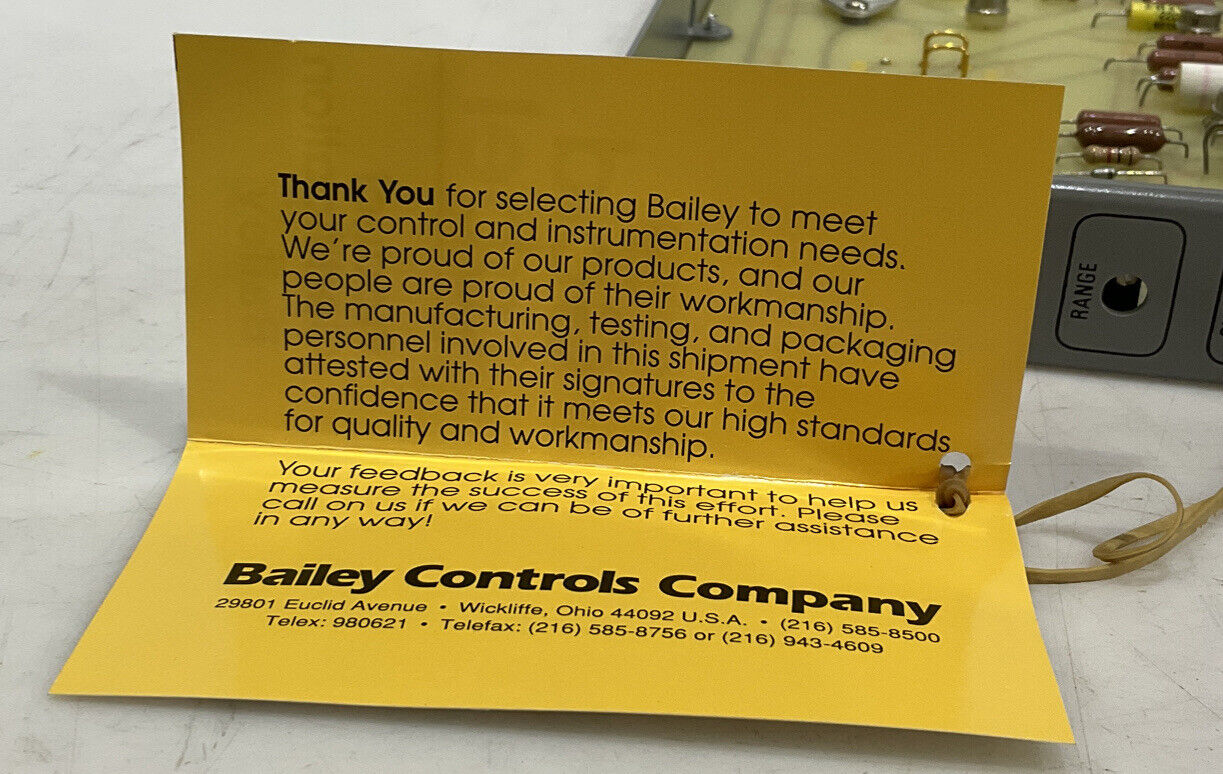 Thank You for selecting Bailey to meet
your control and instrumentation needs.
We're proud of our products, and our
people are proud of their workmanship.
The manufacturing, testing, and packaging
personnel involved in this shipment have
attested with their signatures to the
confidence that it meets our high standards
for quality and workmanship.
Your feedback is very important to help us
measure the success of this effort. Please
call on us if we can be of further assistance
in any way!
Bailey Controls Company
29801 Euclid Avenue • Wickliffe, Ohio 44092 U.S.A. • (216) 585-8500
Telex: 980621 • Telefax: (216) 585-8756 or (216) 943-4609
RANGE